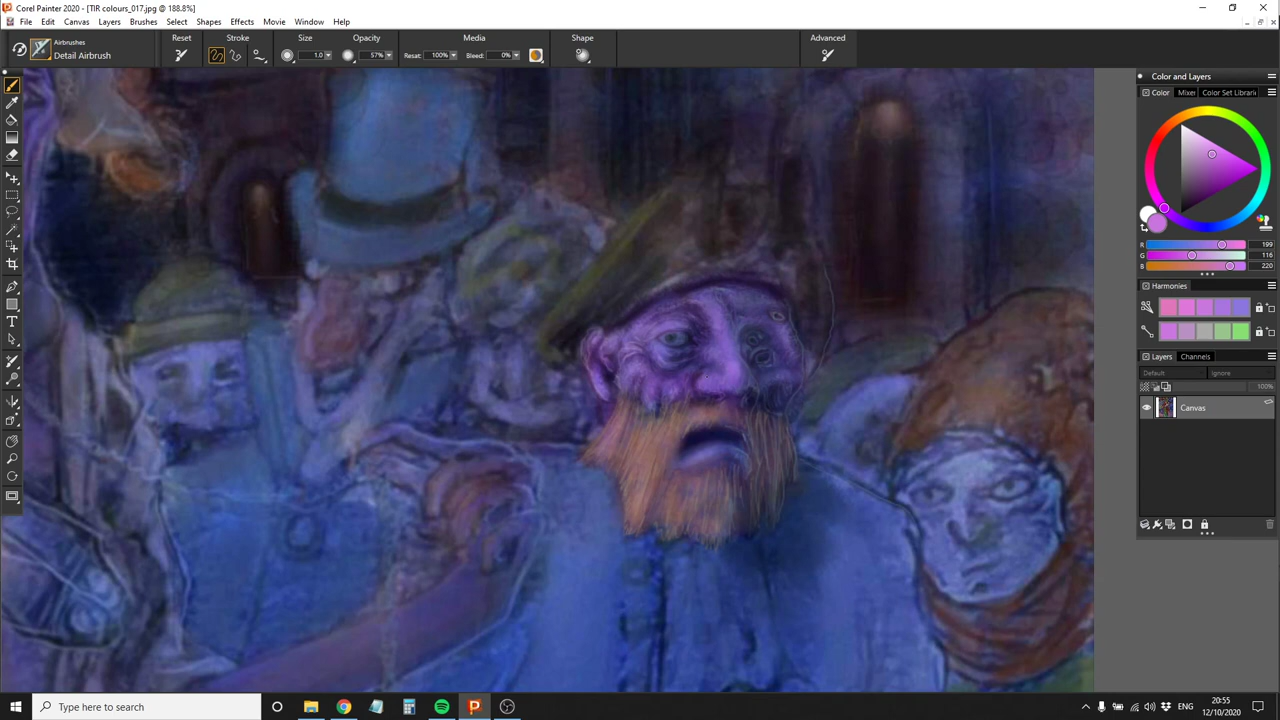 Corel Painter 2020 - [TIR colours_017.jpg @ 188.8%]
File Edit Canvas Layers Brushes Select Shapes Effects Movie Window Help
Airbrushes
Detail Airbrush
Reset
Stroke
Size
1.0
Opacity
57%
Media
Resat: 100% Bleed: 0%
Shape
Advanced
Color and Layers
Color Mixer Color Set Librari
R 199
G 116
B 220
Harmonies
Layers Channels
Default Ignore
100%
Canvas
Type here to search
ENG
20:55
12/10/2020